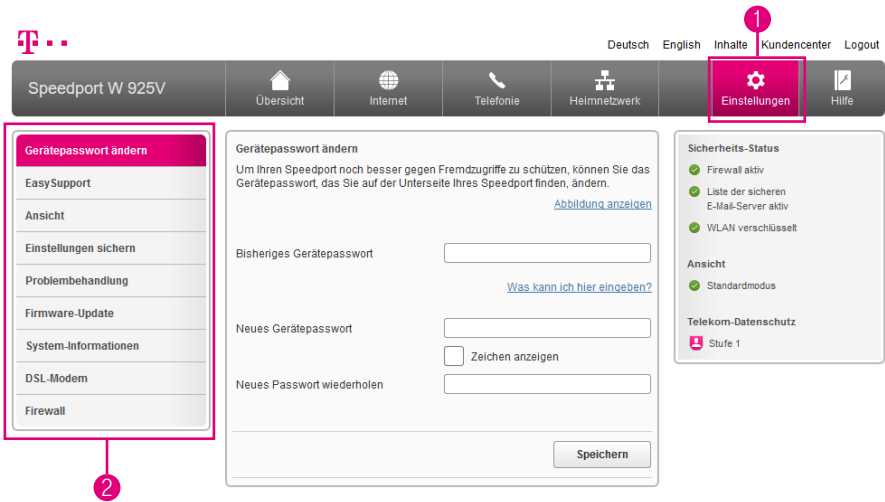 1
T
Deutsch English Inhalte Kundencenter Logout
Speedport W 925V
Übersicht
Internet
Telefonie
Heimnetzwerk
Einstellungen
Hilfe
Gerätepasswort ändern
EasySupport
Ansicht
Einstellungen sichern
Problembehandlung
Firmware-Update
System-Informationen
DSL-Modem
Firewall
2
Gerätepasswort ändern
Um Ihren Speedport noch besser gegen Fremdzugriffe zu schützen, können Sie das
Gerätepasswort, das Sie auf der Unterseite Ihres Speedport finden, ändern.
Abbildung anzeigen
Bisheriges Gerätepasswort
Was kann ich hier eingeben?
Neues Gerätepasswort
Zeichen anzeigen
Neues Passwort wiederholen
Speichern
Sicherheits-Status
Firewall aktiv
Liste der sicheren
E-Mail-Server aktiv
WLAN verschlüsselt
Ansicht
Standardmodus
Telekom-Datenschutz
Stufe 1